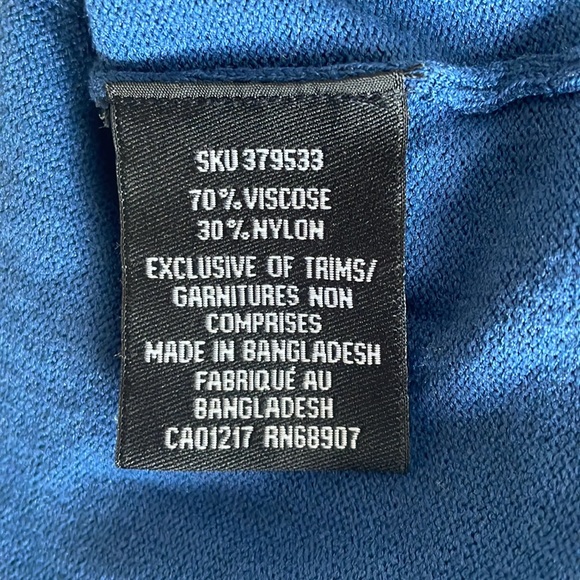 SKU 379533
70%VISCOSE
30%NYLON
EXCLUSIVE OF TRIMS/
GARNITURES NON
COMPRISES
MADE IN BANGLADESH
FABRIQUÉ AU
BANGLADESH
CA01217 RN68907